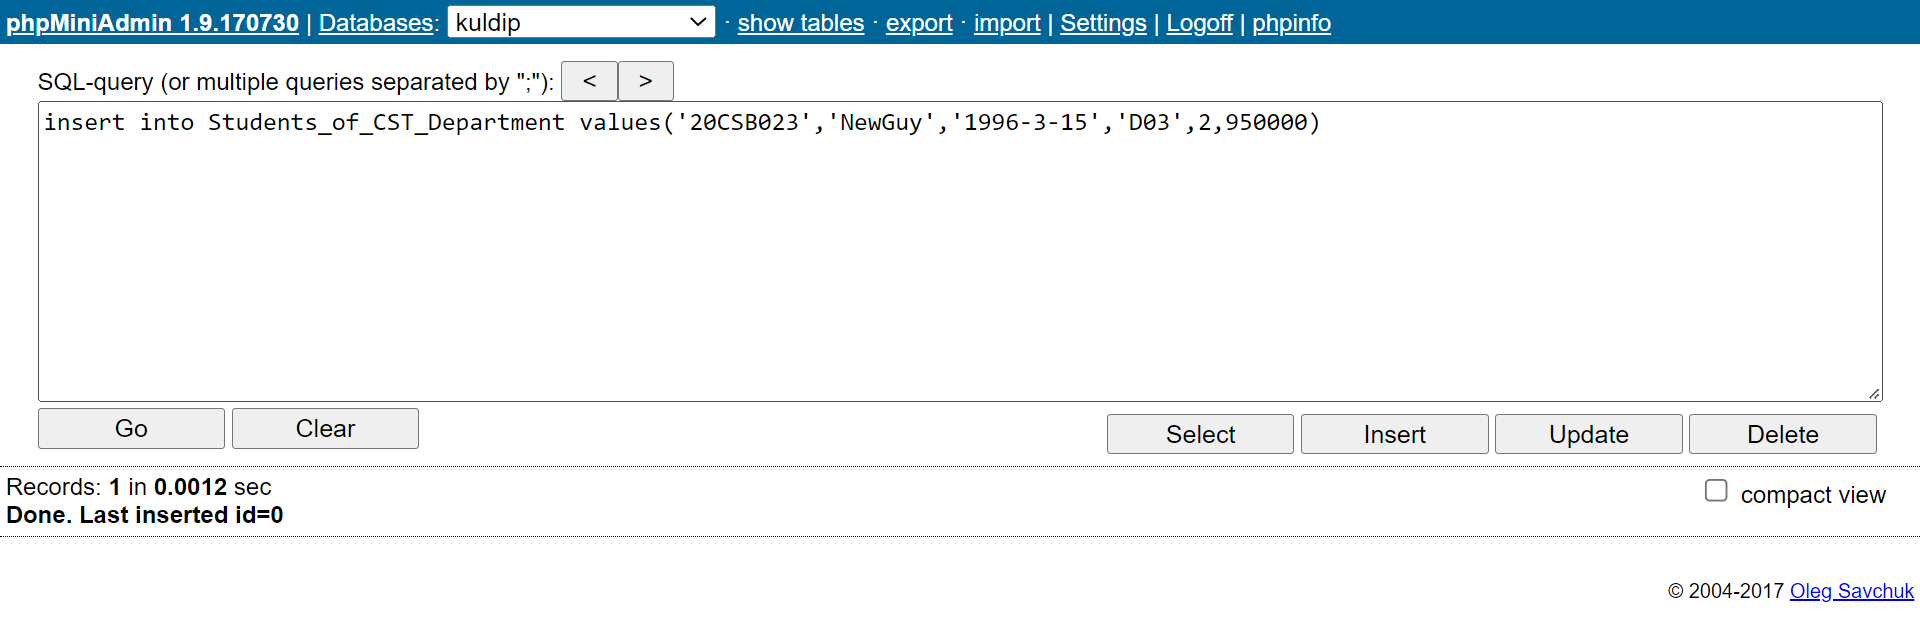 phpMiniAdmin 1.9.170730 | Databases: kuldip · show tables · export · import | Settings | Logoff | phpinfo
SQL-query (or multiple queries separated by ";"): < >
insert into Students_of_CST_Department values('20CSB023','NewGuy','1996-3-15','D03',2,950000)
Go Clear Select Insert Update Delete
Records: 1 in 0.0012 sec compact view
Done. Last inserted id=0
© 2004-2017 Oleg Savchuk